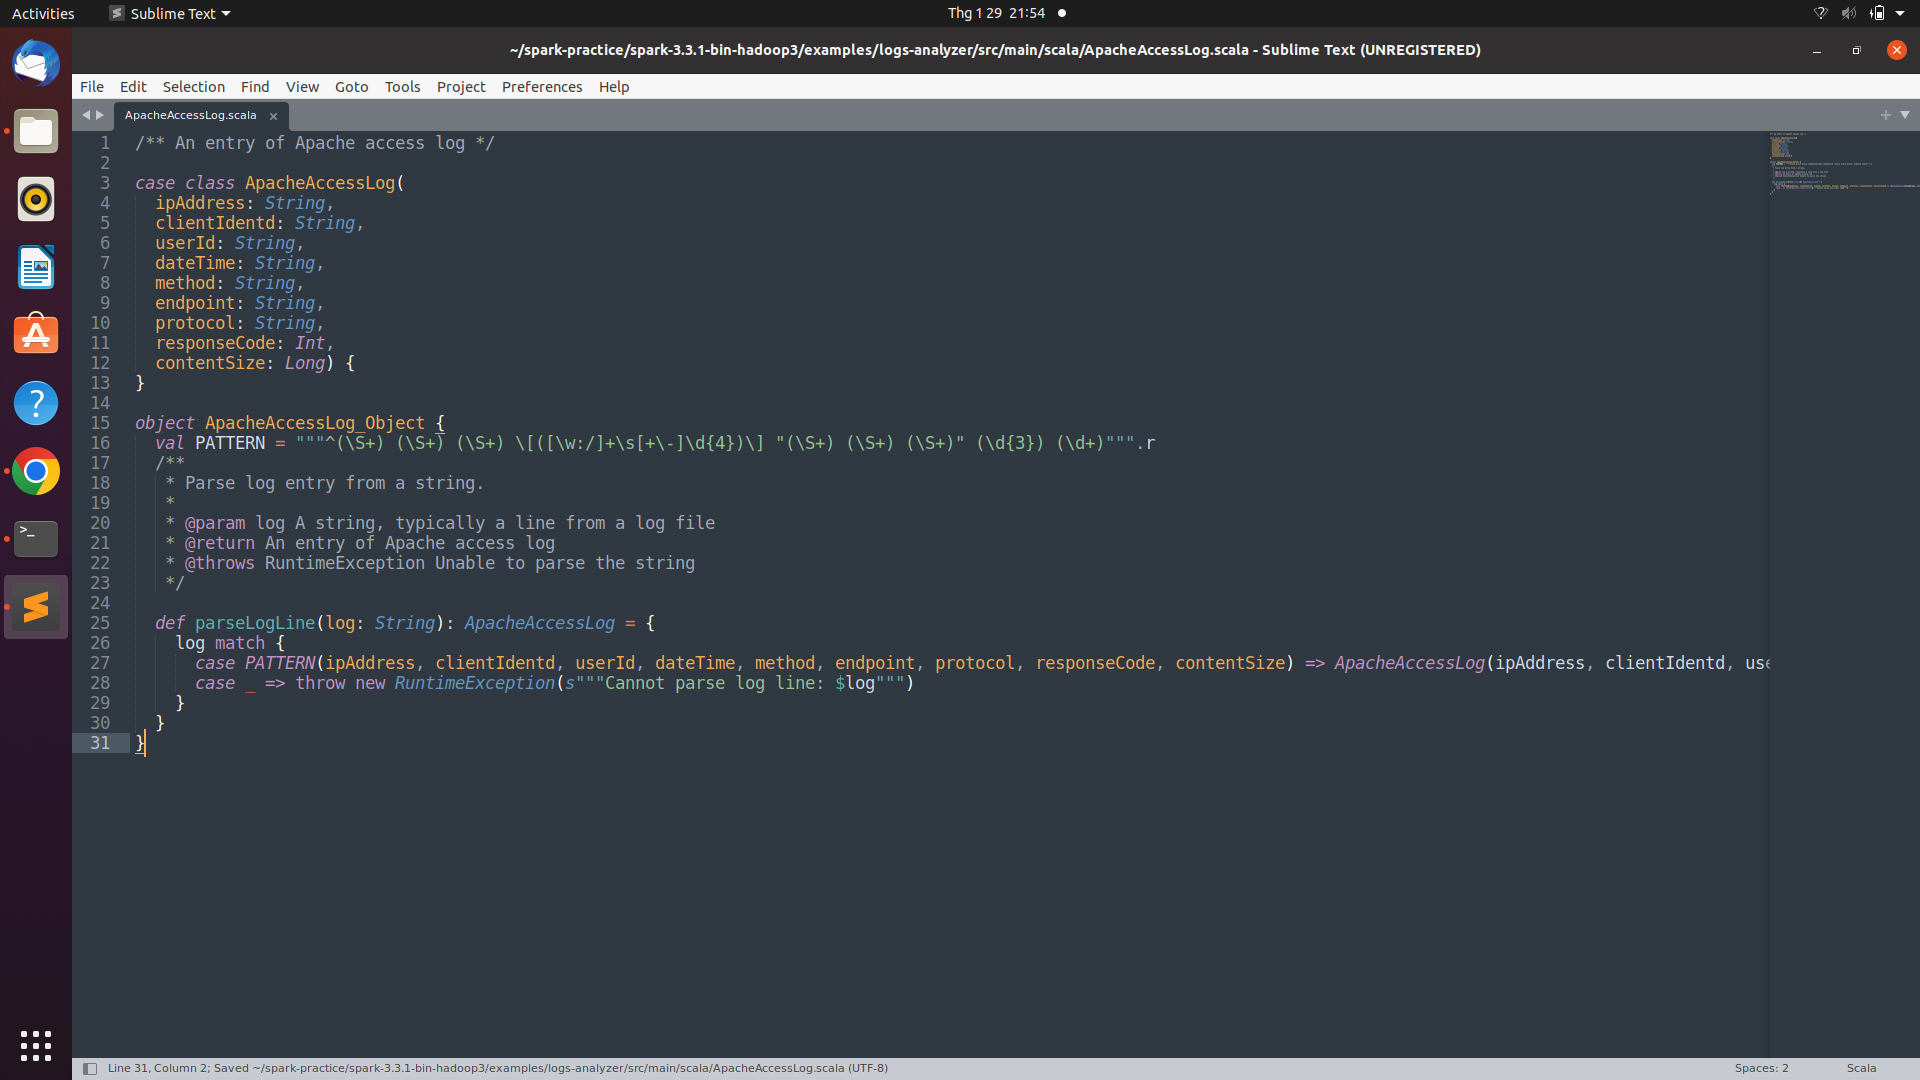 Activities Sublime Text Thg 1 29 21:54
~/spark-practice/spark-3.3.1-bin-hadoop3/examples/logs-analyzer/src/main/scala/ApacheAccessLog.scala - Sublime Text (UNREGISTERED)
File Edit Selection Find View Goto Tools Project Preferences Help
ApacheAccessLog.scala
1 /** An entry of Apache access log */
2
3 case class ApacheAccessLog(
4   ipAddress: String,
5   clientIdentd: String,
6   userId: String,
7   dateTime: String,
8   method: String,
9   endpoint: String,
10   protocol: String,
11   responseCode: Int,
12   contentSize: Long) {
13 }
14
15 object ApacheAccessLog_Object {
16   val PATTERN = """^(\S+) (\S+) (\S+) \[([\w:/]+\s[+\-]\d{4})\] "(\S+) (\S+) (\S+)" (\d{3}) (\d+)""".r
17   /**
18    * Parse log entry from a string.
19    *
20    * @param log A string, typically a line from a log file
21    * @return An entry of Apache access log
22    * @throws RuntimeException Unable to parse the string
23    */
24
25   def parseLogLine(log: String): ApacheAccessLog = {
26     log match {
27       case PATTERN(ipAddress, clientIdentd, userId, dateTime, method, endpoint, protocol, responseCode, contentSize) => ApacheAccessLog(ipAddress, clientIdentd, use
28       case _ => throw new RuntimeException(s"""Cannot parse log line: $log""")
29     }
30   }
31 }
Line 31, Column 2; Saved ~/spark-practice/spark-3.3.1-bin-hadoop3/examples/logs-analyzer/src/main/scala/ApacheAccessLog.scala (UTF-8) Spaces: 2 Scala